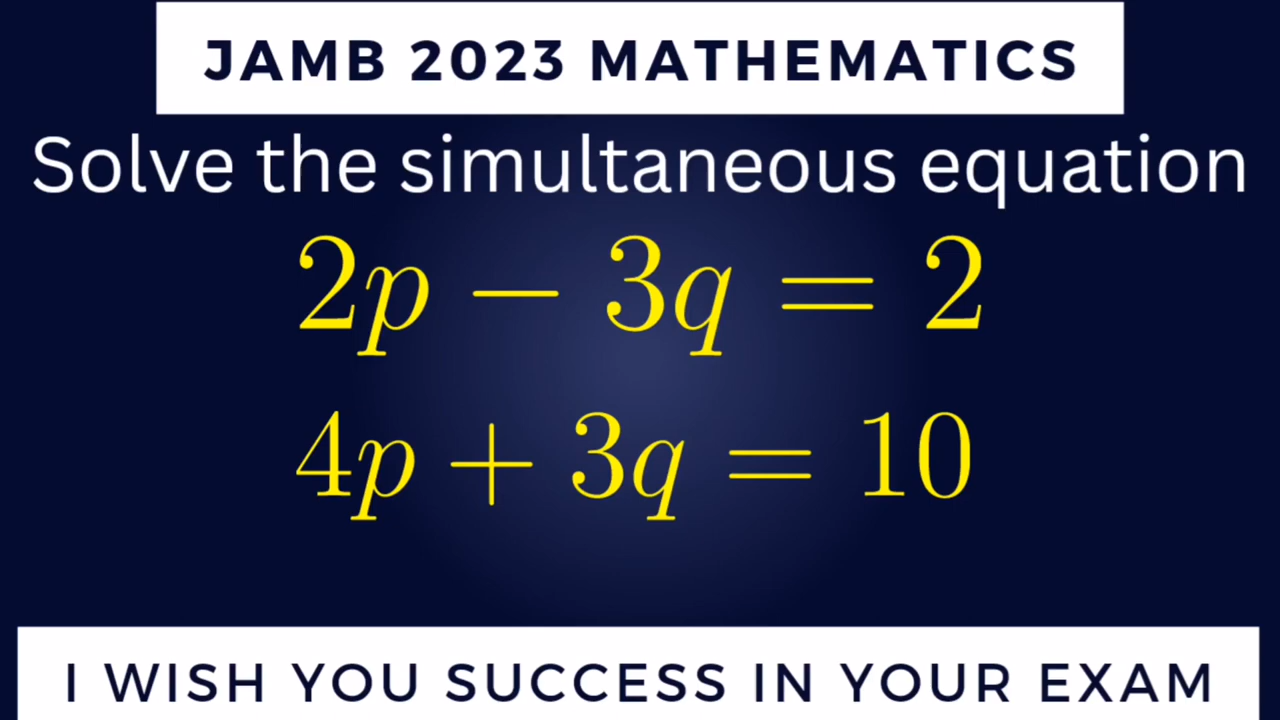 JAMB 2023 MATHEMATICS
Solve the simultaneous equation
2p − 3q = 2
4p + 3q = 10
I WISH YOU SUCCESS IN YOUR EXAM